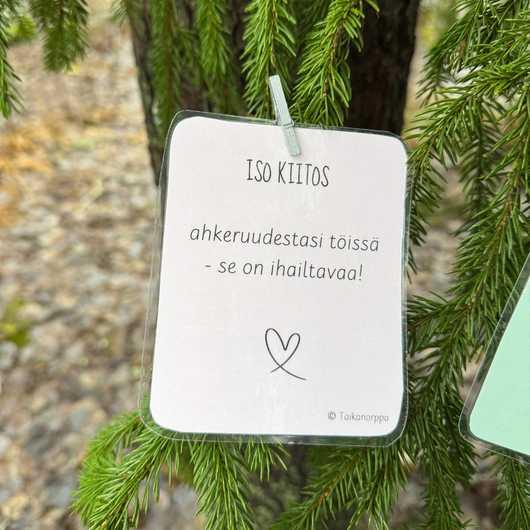 ISO KIITOS
ahkeruudestasi töissä
- se on ihailtavaa!
© Taikanorppa